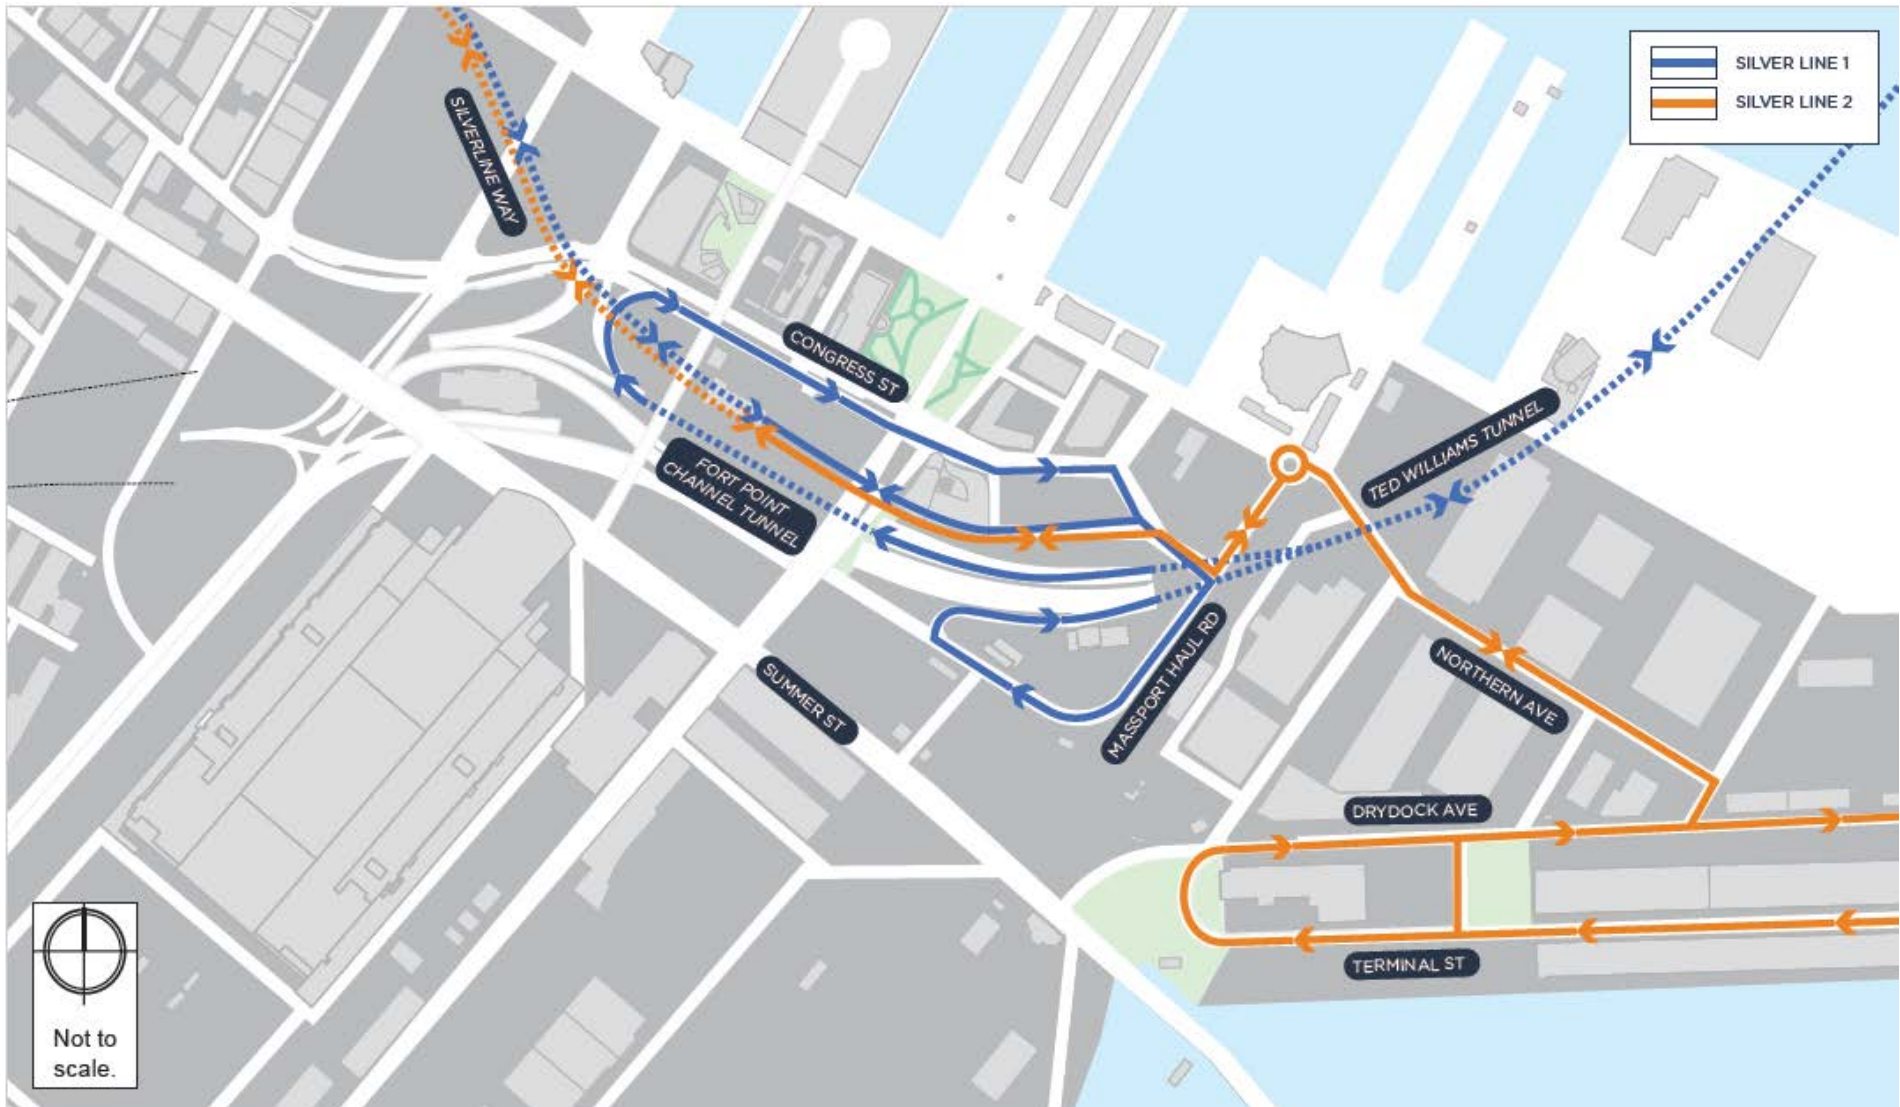 SILVER LINE 1
SILVER LINE 2
SILVERLINE WAY
CONGRESS ST
TED WILLIAMS TUNNEL
FORT POINT
CHANNEL TUNNEL
MASSPORT HAUL RD
NORTHERN AVE
SUMMER ST
DRYDOCK AVE
TERMINAL ST
Not to
scale.